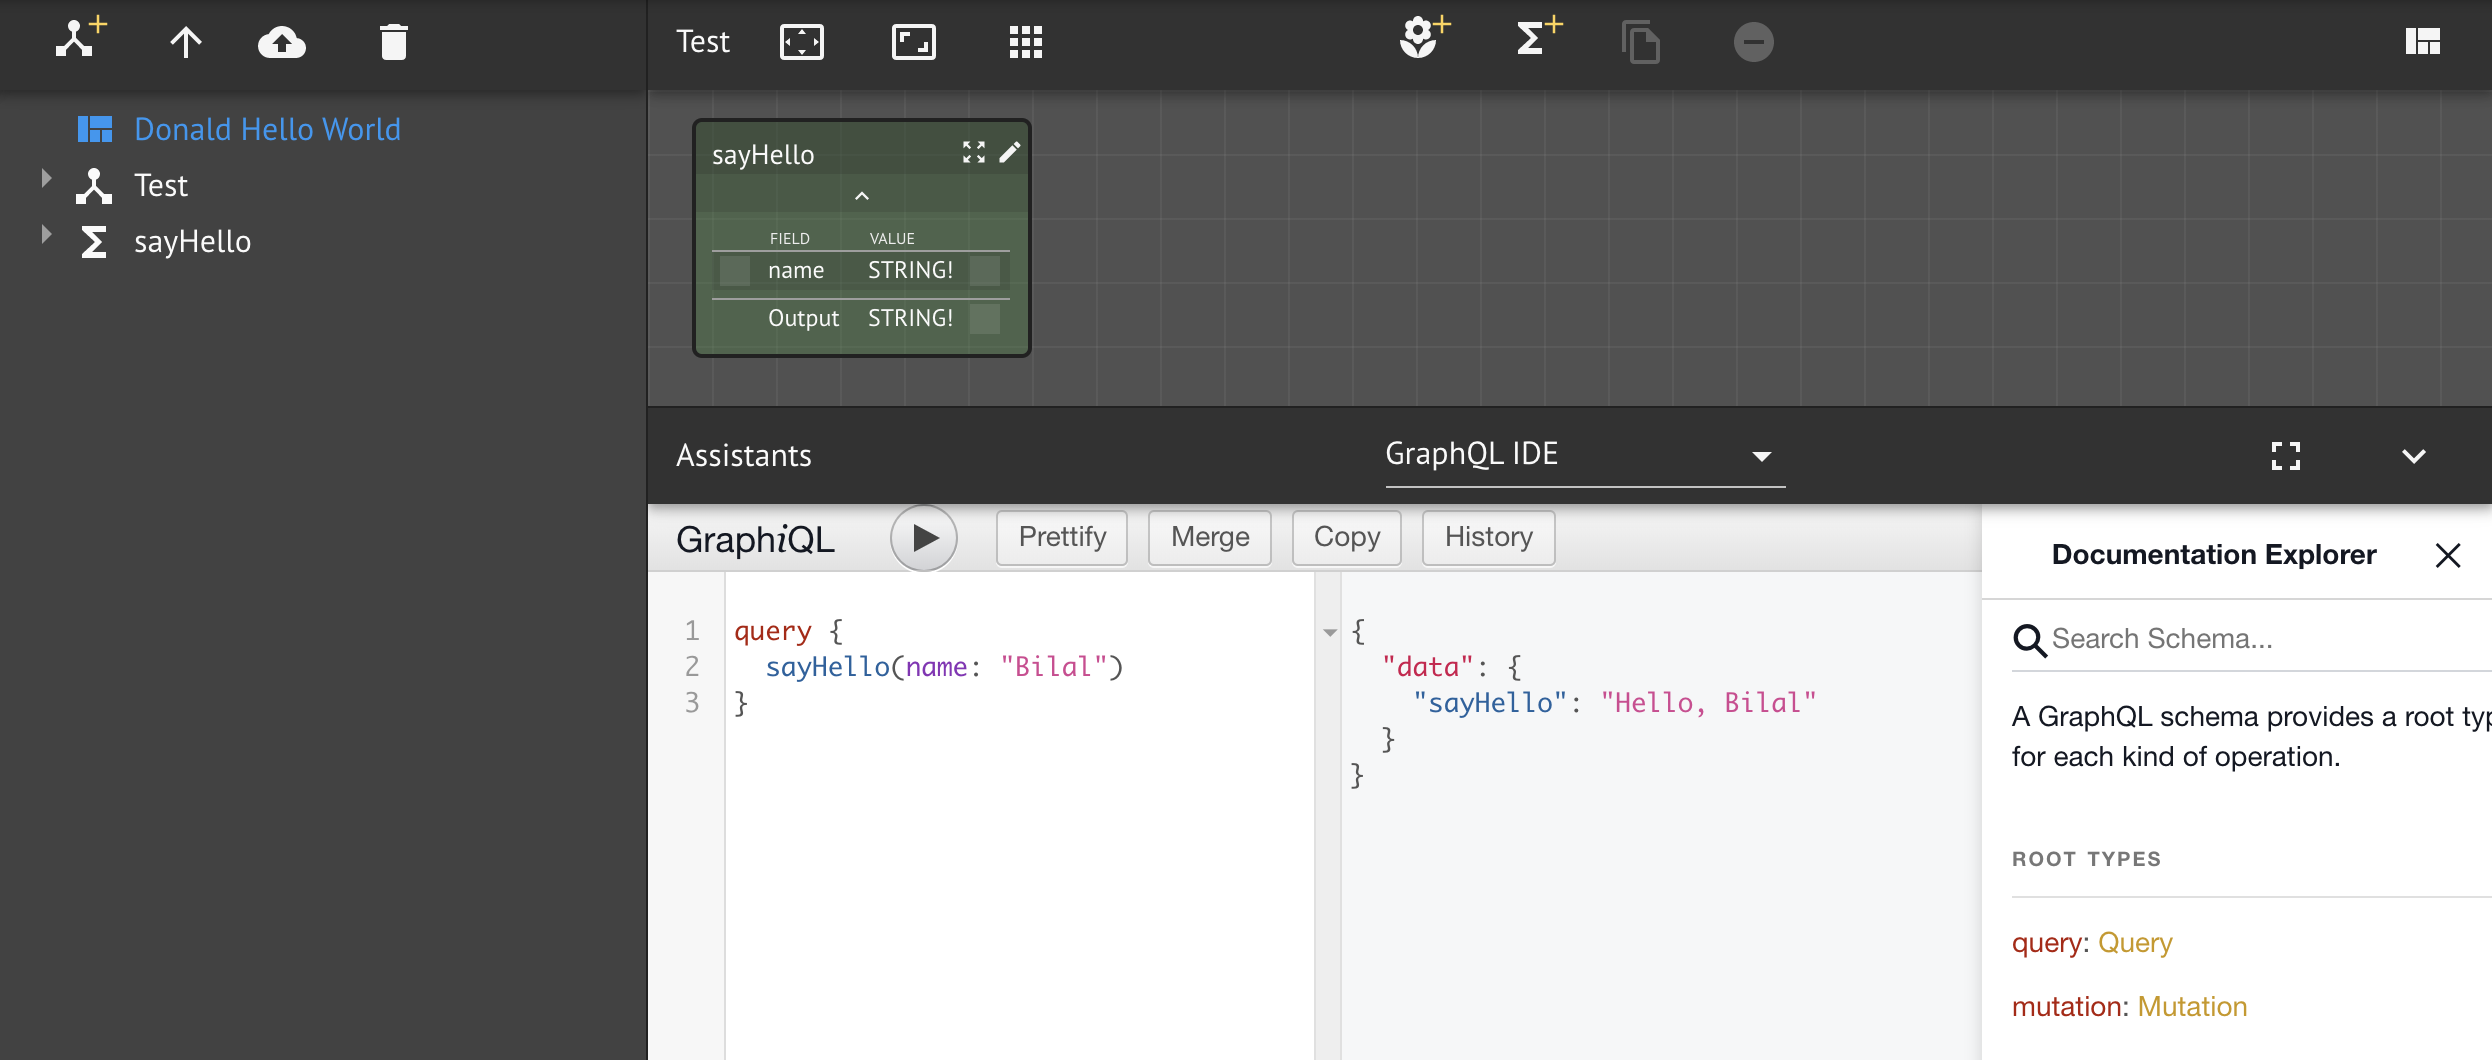 Test
Donald Hello World
Test
sayHello
sayHello
FIELD VALUE
name STRING!
Output STRING!
Assistants
GraphQL IDE
GraphiQL
Prettify
Merge
Copy
History
1 query {
2 sayHello(name: "Bilal")
3 }
{
"data": {
"sayHello": "Hello, Bilal"
}
}
Documentation Explorer
Search Schema...
A GraphQL schema provides a root typ
for each kind of operation.
ROOT TYPES
query: Query
mutation: Mutation